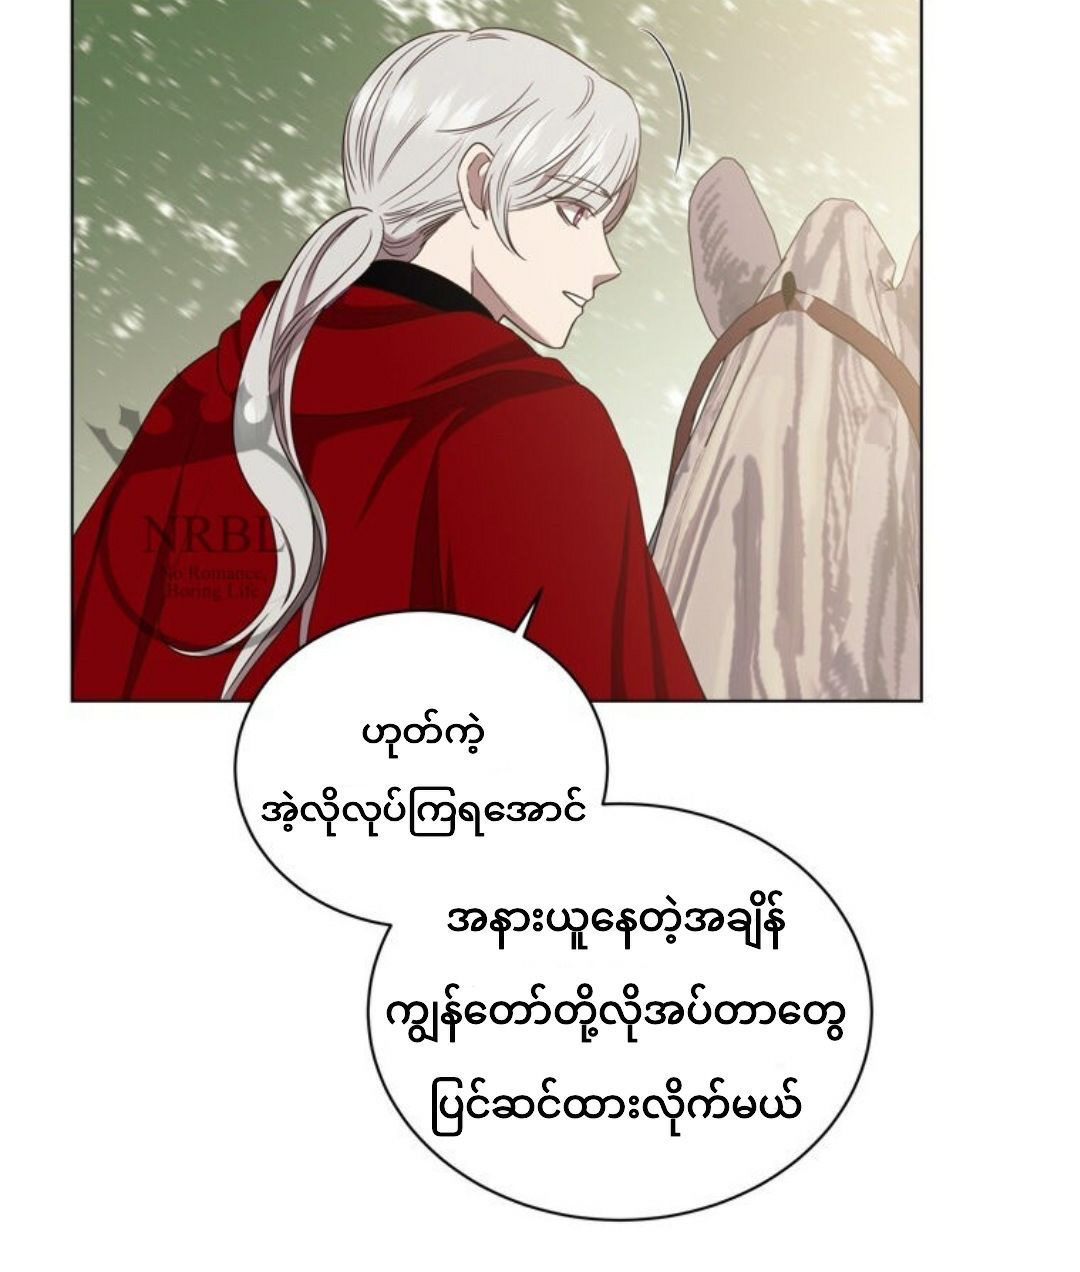 NRBL
No Romance,
Boring Life
ဟုတ်ကဲ့
အဲ့လိုလုပ်ကြရအောင်
အနားယူနေတဲ့အချိန်
ကျွန်တော်တို့လိုအပ်တာတွေ
ပြင်ဆင်ထားလိုက်မယ်